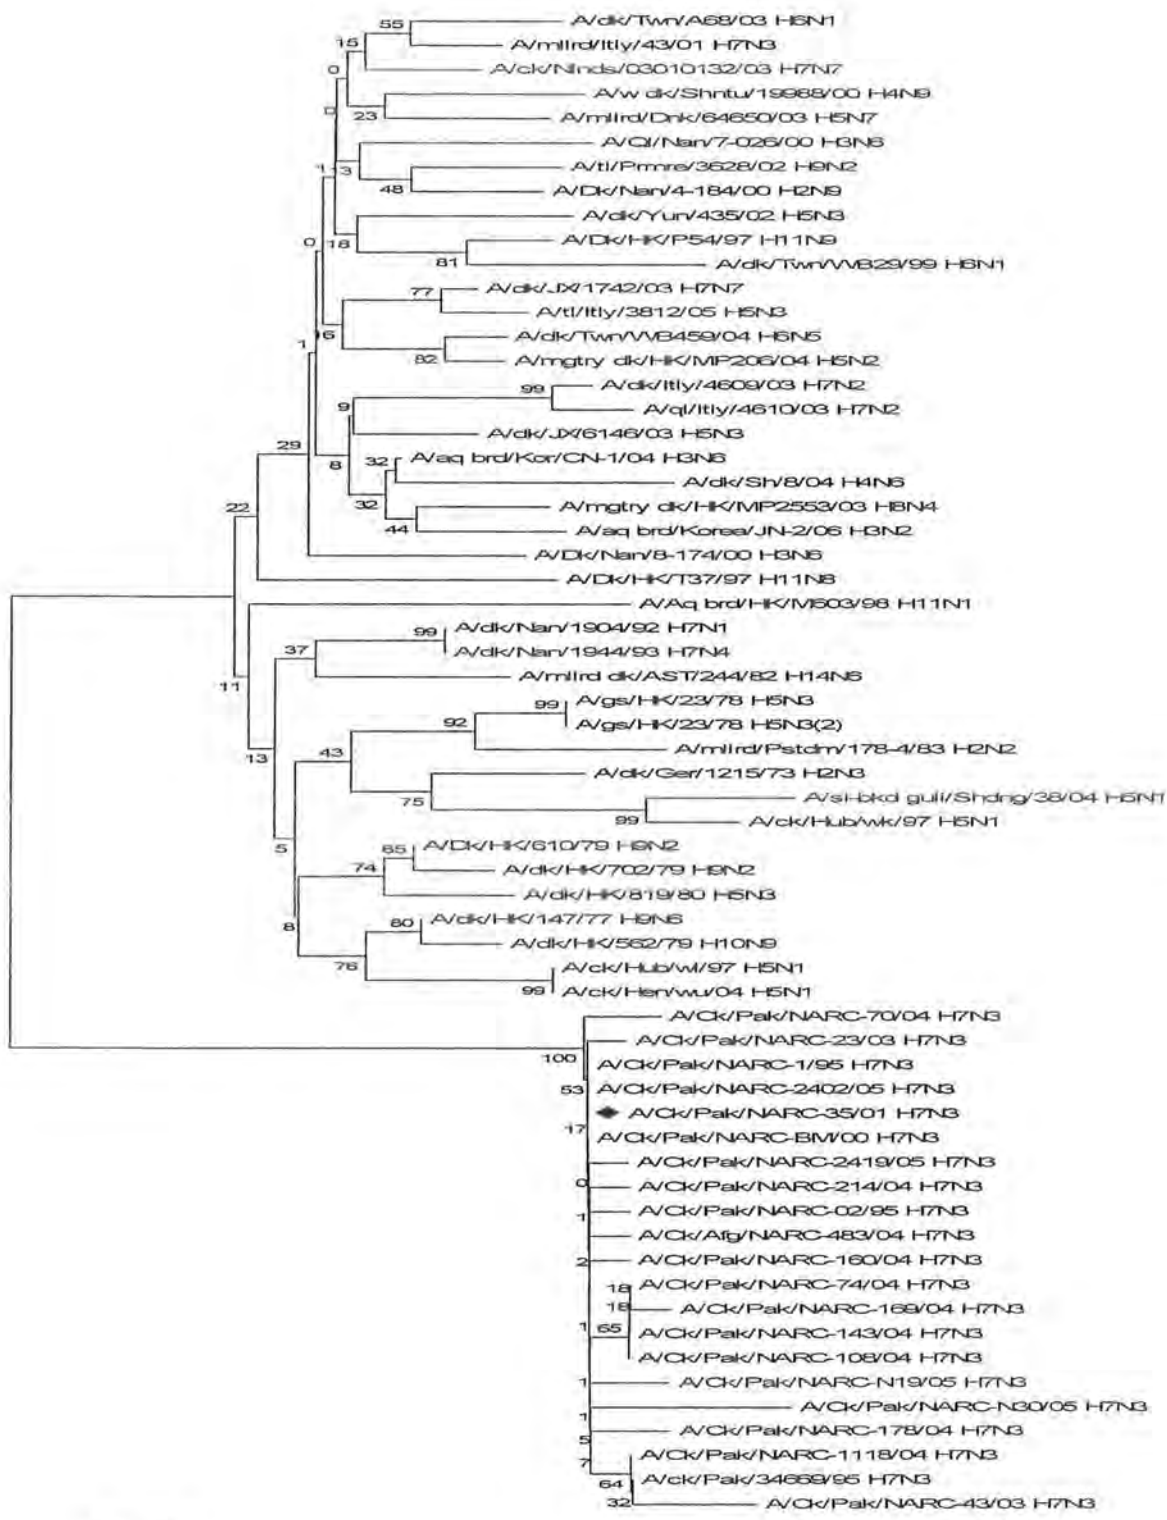 55 A/dk/Twn/A68/03 H6N1
15 A/mllrd/Itly/43/01 H7N3
0 A/ck/Nlnds/03010132/03 H7N7
A/w dk/Shntu/19988/00 H4N9
0 23 A/mllrd/Dnk/64650/03 H5N7
A/Ql/Nan/7-026/00 H3N6
1 13 A/tl/Prmre/3628/02 H9N2
48 A/Dk/Nan/4-184/00 H2N9
A/dk/Yun/435/02 H5N3
0 18 A/Dk/HK/P54/97 H11N9
81 A/dk/Twn/WB29/99 H6N1
77 A/dk/JX/1742/03 H7N7
A/tl/Itly/3812/05 H5N3
16 A/dk/Twn/WB459/04 H6N5
1 82 A/mgtry dk/HK/MP206/04 H5N2
99 A/dk/Itly/4609/03 H7N2
9 A/ql/Itly/4610/03 H7N2
A/dk/JX/6146/03 H5N3
29 8 32 A/aq brd/Kor/CN-1/04 H3N6
A/dk/Sh/8/04 H4N6
22 32 A/mgtry dk/HK/MP2553/03 H8N4
44 A/aq brd/Korea/JN-2/06 H3N2
A/Dk/Nan/8-174/00 H3N6
A/Dk/HK/T37/97 H11N8
A/Aq brd/HK/M603/98 H11N1
99 A/dk/Nan/1904/92 H7N1
37 A/dk/Nan/1944/93 H7N4
11 A/mllrd dk/AST/244/82 H14N6
99 A/gs/HK/23/78 H5N3
92 A/gs/HK/23/78 H5N3(2)
13 43 A/mllrd/Pstdm/178-4/83 H2N2
A/dk/Ger/1215/73 H2N3
75 A/sl-bkd gull/Shdng/38/04 H5N1
99 A/ck/Hub/wk/97 H5N1
5 65 A/Dk/HK/610/79 H9N2
74 A/dk/HK/702/79 H9N2
A/dk/HK/819/80 H5N3
8 80 A/dk/HK/147/77 H9N6
A/dk/HK/562/79 H10N9
76 A/ck/Hub/wl/97 H5N1
99 A/ck/Hen/wu/04 H5N1
A/Ck/Pak/NARC-70/04 H7N3
100 A/Ck/Pak/NARC-23/03 H7N3
A/Ck/Pak/NARC-1/95 H7N3
53 A/Ck/Pak/NARC-2402/05 H7N3
◆ A/Ck/Pak/NARC-35/01 H7N3
17 A/Ck/Pak/NARC-BM/00 H7N3
A/Ck/Pak/NARC-2419/05 H7N3
0 A/Ck/Pak/NARC-214/04 H7N3
1 A/Ck/Pak/NARC-02/95 H7N3
A/Ck/Afg/NARC-483/04 H7N3
2 A/Ck/Pak/NARC-160/04 H7N3
18 A/Ck/Pak/NARC-74/04 H7N3
18 A/Ck/Pak/NARC-169/04 H7N3
1 65 A/Ck/Pak/NARC-143/04 H7N3
A/Ck/Pak/NARC-108/04 H7N3
1 A/Ck/Pak/NARC-N19/05 H7N3
1 A/Ck/Pak/NARC-N30/05 H7N3
5 A/Ck/Pak/NARC-178/04 H7N3
7 A/Ck/Pak/NARC-1118/04 H7N3
64 A/ck/Pak/34669/95 H7N3
32 A/Ck/Pak/NARC-43/03 H7N3